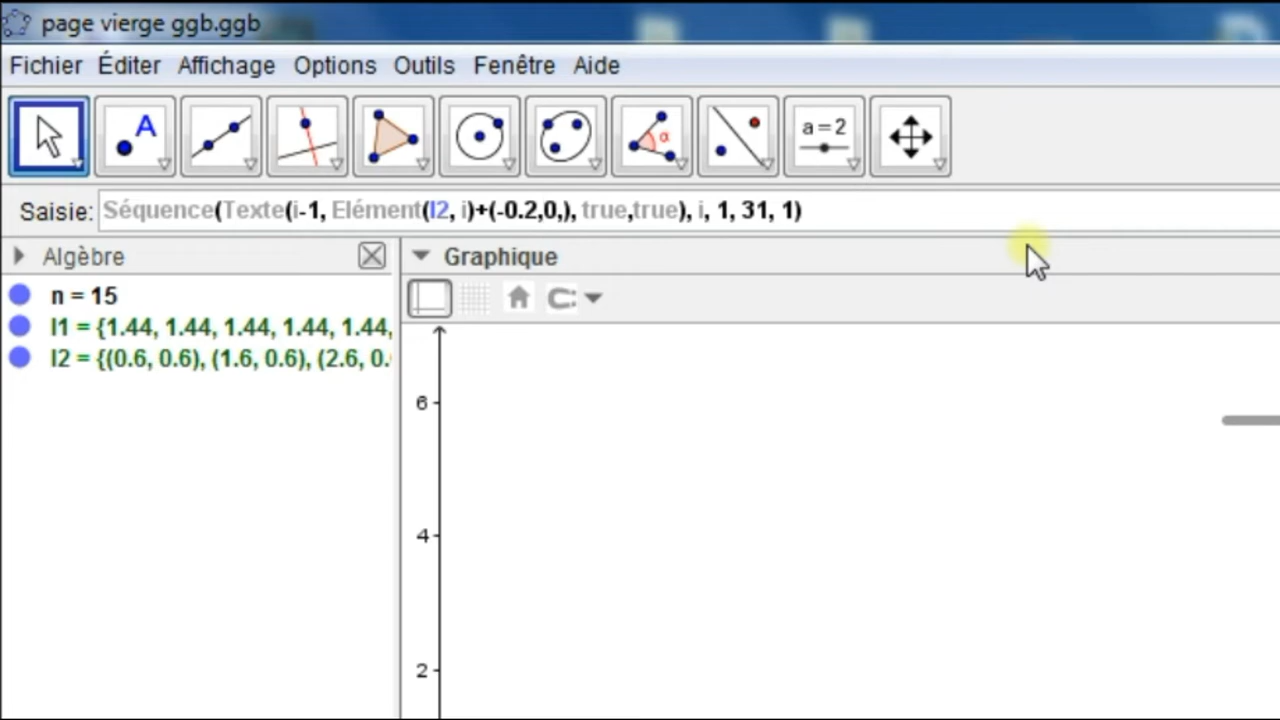 page vierge ggb.ggb
Fichier Éditer Affichage Options Outils Fenêtre Aide
A α a=2
Saisie: Séquence(Texte(i-1, Elément(l2, i)+(-0.2,0,), true,true), i, 1, 31, 1)
Algèbre
Graphique
n = 15
l1 = {1.44, 1.44, 1.44, 1.44, 1.44,
l2 = {(0.6, 0.6), (1.6, 0.6), (2.6, 0.
6
4
2